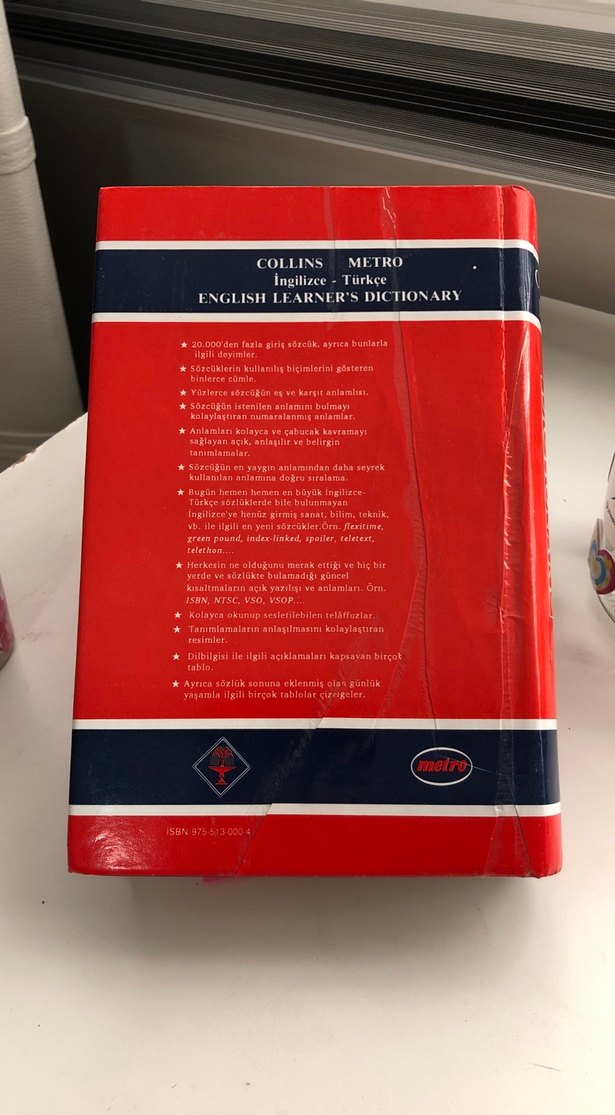 COLLINS METRO
İngilizce - Türkçe
ENGLISH LEARNER'S DICTIONARY
★ 20.000'den fazla giriş sözcük, ayrıca bunlarla
ilgili deyimler.
★ Sözcüklerin kullanılış biçimlerini gösteren
binlerce cümle.
★ Yüzlerce sözcüğün eş ve karşıt anlamlısı.
★ Sözcüğün istenilen anlamını bulmayı
kolaylaştıran numaralanmış anlamlar.
★ Anlamları kolayca ve çabucak kavramayı
sağlayan açık, anlaşılır ve belirgin
tanımlamalar.
★ Sözcüğün en yaygın anlamından daha seyrek
kullanılan anlamına doğru sıralama.
★ Bugün hemen hemen en büyük İngilizce-
Türkçe sözlüklerde bile bulunmayan
İngilizce'ye henüz girmiş sanat, bilim, teknik,
vb. ile ilgili en yeni sözcükler.Örn. flexitime,
green pound, index-linked, spoiler, teletext,
telethon....
★ Herkesin ne olduğunu merak ettiği ve hiç bir
yerde ve sözlükte bulamadığı güncel
kısaltmaların açık yazılışı ve anlamları. Örn.
ISBN, NTSC, VSO, VSOP....
★ Kolayca okunup sesletilebilen telâffuzlar.
★ Tanımlamaların anlaşılmasını kolaylaştıran
resimler.
★ Dilbilgisi ile ilgili açıklamaları kapsayan birçok
tablo.
★ Ayrıca sözlük sonuna eklenmiş olan günlük
yaşamla ilgili birçok tablolar çizelgeler.
metro
ISBN 975-513-000-4